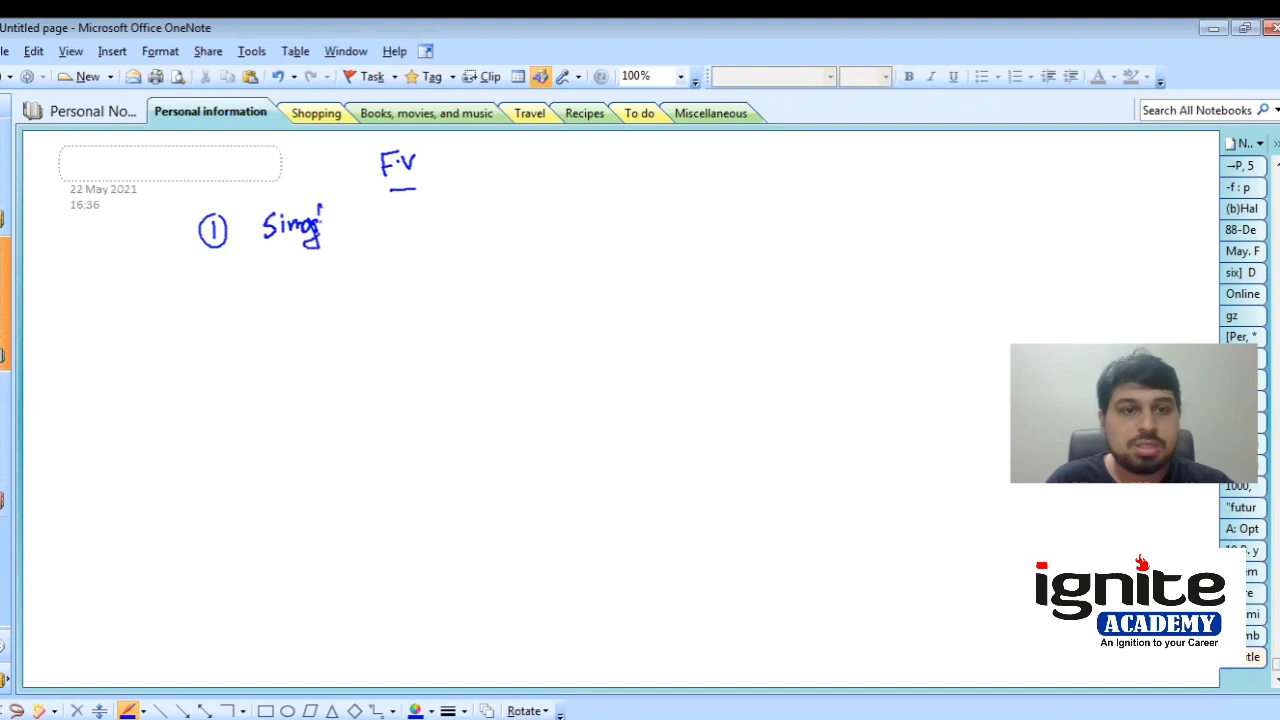 Untitled page - Microsoft Office OneNote
Edit View Insert Format Share Tools Table Window Help
New Task Tag Clip 100% B I U A
Personal No... Personal information Shopping Books, movies, and music Travel Recipes To do Miscellaneous Search All Notebooks
N..
→P, 5
-f : p
(b)Hal
88-De
May. F
six] D
Online
gz
[Per, *
1000,
"futur
A: Opt
22 May 2021
16:36
F.V
① 
ignite
ACADEMY
An Ignition to your Career
Rotate